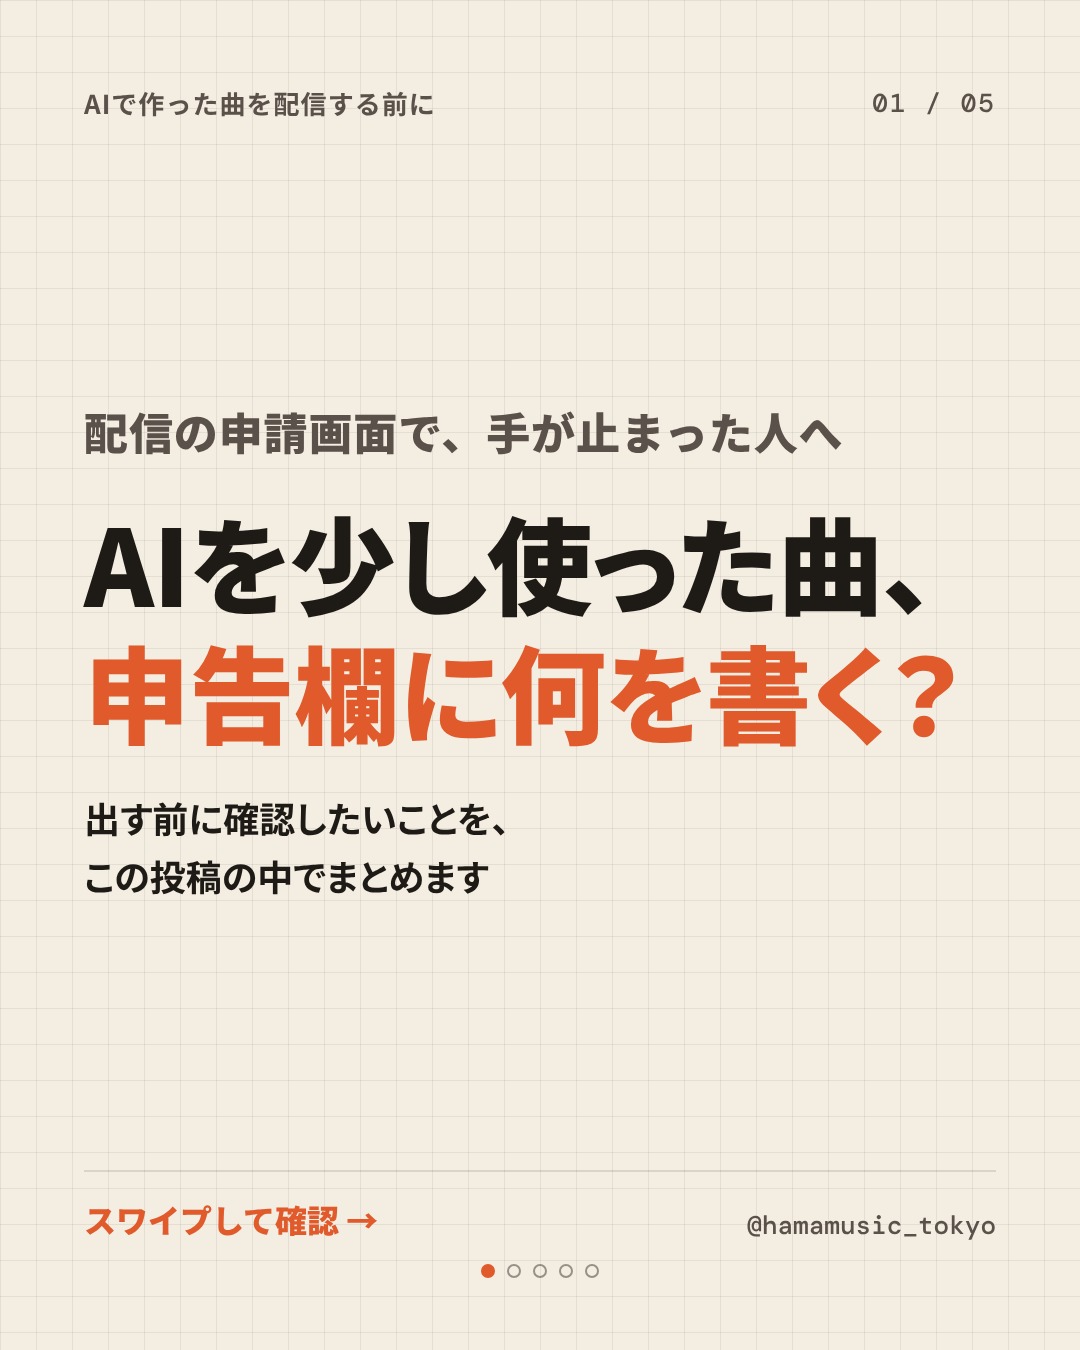 AIで作った曲を配信する前に
01 / 05
配信の申請画面で、手が止まった人へ
AIを少し使った曲、
申告欄に何を書く?
出す前に確認したいことを、
この投稿の中でまとめます
スワイプして確認 →
@hamamusic_tokyo